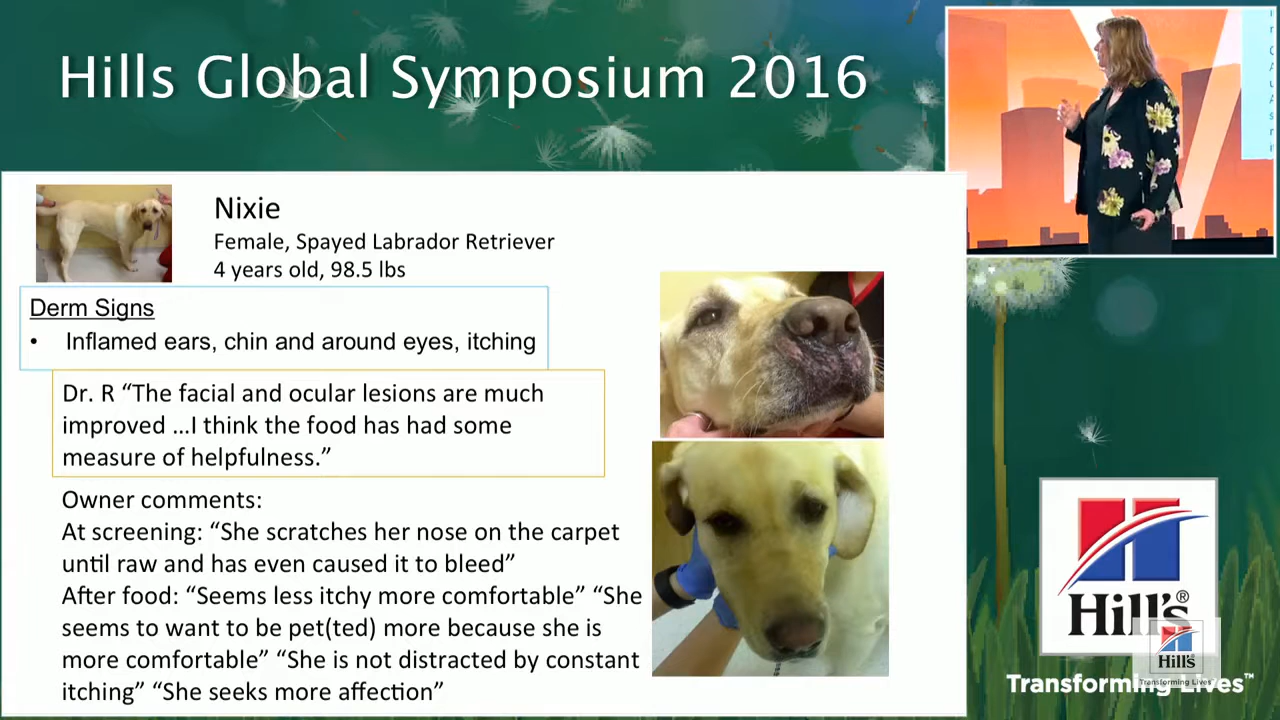 Hills Global Symposium 2016
Nixie
Female, Spayed Labrador Retriever
4 years old, 98.5 lbs
Derm Signs
• Inflamed ears, chin and around eyes, itching
Dr. R “The facial and ocular lesions are much
improved ...I think the food has had some
measure of helpfulness.”
Owner comments:
At screening: “She scratches her nose on the carpet
until raw and has even caused it to bleed”
After food: “Seems less itchy more comfortable” “She
seems to want to be pet(ted) more because she is
more comfortable” “She is not distracted by constant
itching” “She seeks more affection”
Hill's®
Hill's
Transforming Lives™
Transforming Lives™